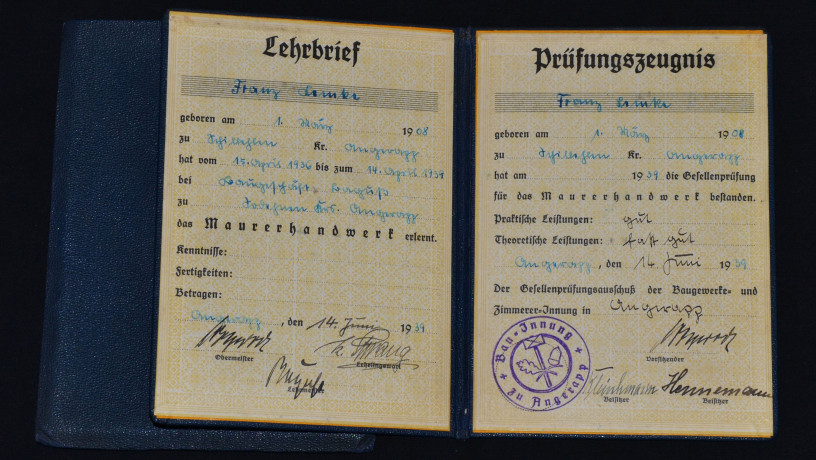 Lehrbrief
Franz Lemke
geboren am 1. März 1908
zu Kr. Angerapp
hat vom 15. April 1936 bis zum 14. April 1939
bei Baugeschäft
zu Krs. Angerapp
das Maurerhandwerk erlernt.
Kenntnisse:
Fertigkeiten:
Betragen:
Angerapp, den 14. Juni 1939
Obermeister
Lehrlingswart
Lehrmeister
Prüfungszeugnis
Franz Lemke
geboren am 1. März 1908
zu Kr. Angerapp
hat am 1939 die Gesellenprüfung
für das Maurerhandwerk bestanden.
Praktische Leistungen: gut
Theoretische Leistungen: fast gut
Angerapp, den 14. Juni 1939
Der Gesellenprüfungsausschuß der Baugewerke- und
Zimmerer-Innung in Angerapp
Vorsitzender
Bau-Innung
zu Angerapp
Kleinhmann Hennemann
Beisitzer Beisitzer